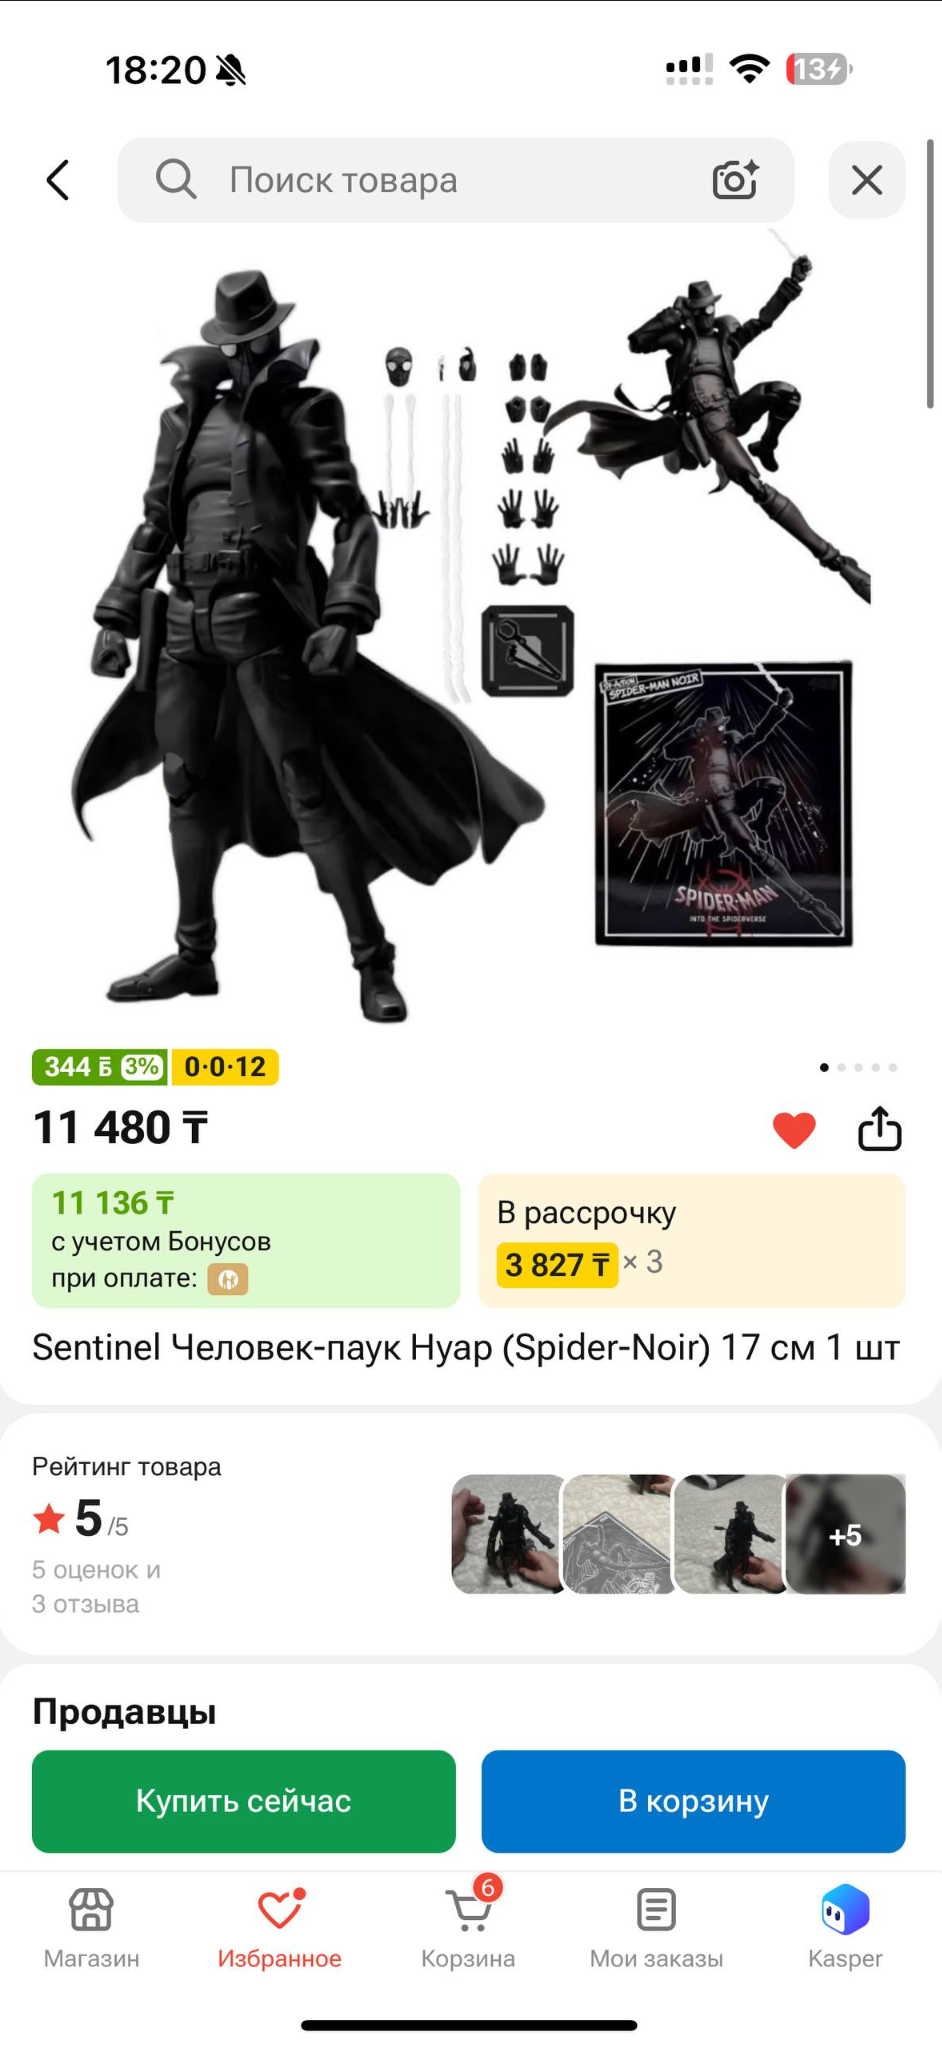 18:20
13
Поиск товара
SV-ACTION
SPIDER-MAN NOIR
SPIDER-MAN
INTO THE SPIDERVERSE
344 Б 3% 0·0·12
11 480 ₸
11 136 ₸
с учетом Бонусов
при оплате:
В рассрочку
3 827 ₸ × 3
Sentinel Человек-паук Нуар (Spider-Noir) 17 см 1 шт
Рейтинг товара
5 /5
5 оценок и
3 отзыва
+5
Продавцы
Купить сейчас
В корзину
6
Магазин
Избранное
Корзина
Мои заказы
Kasper